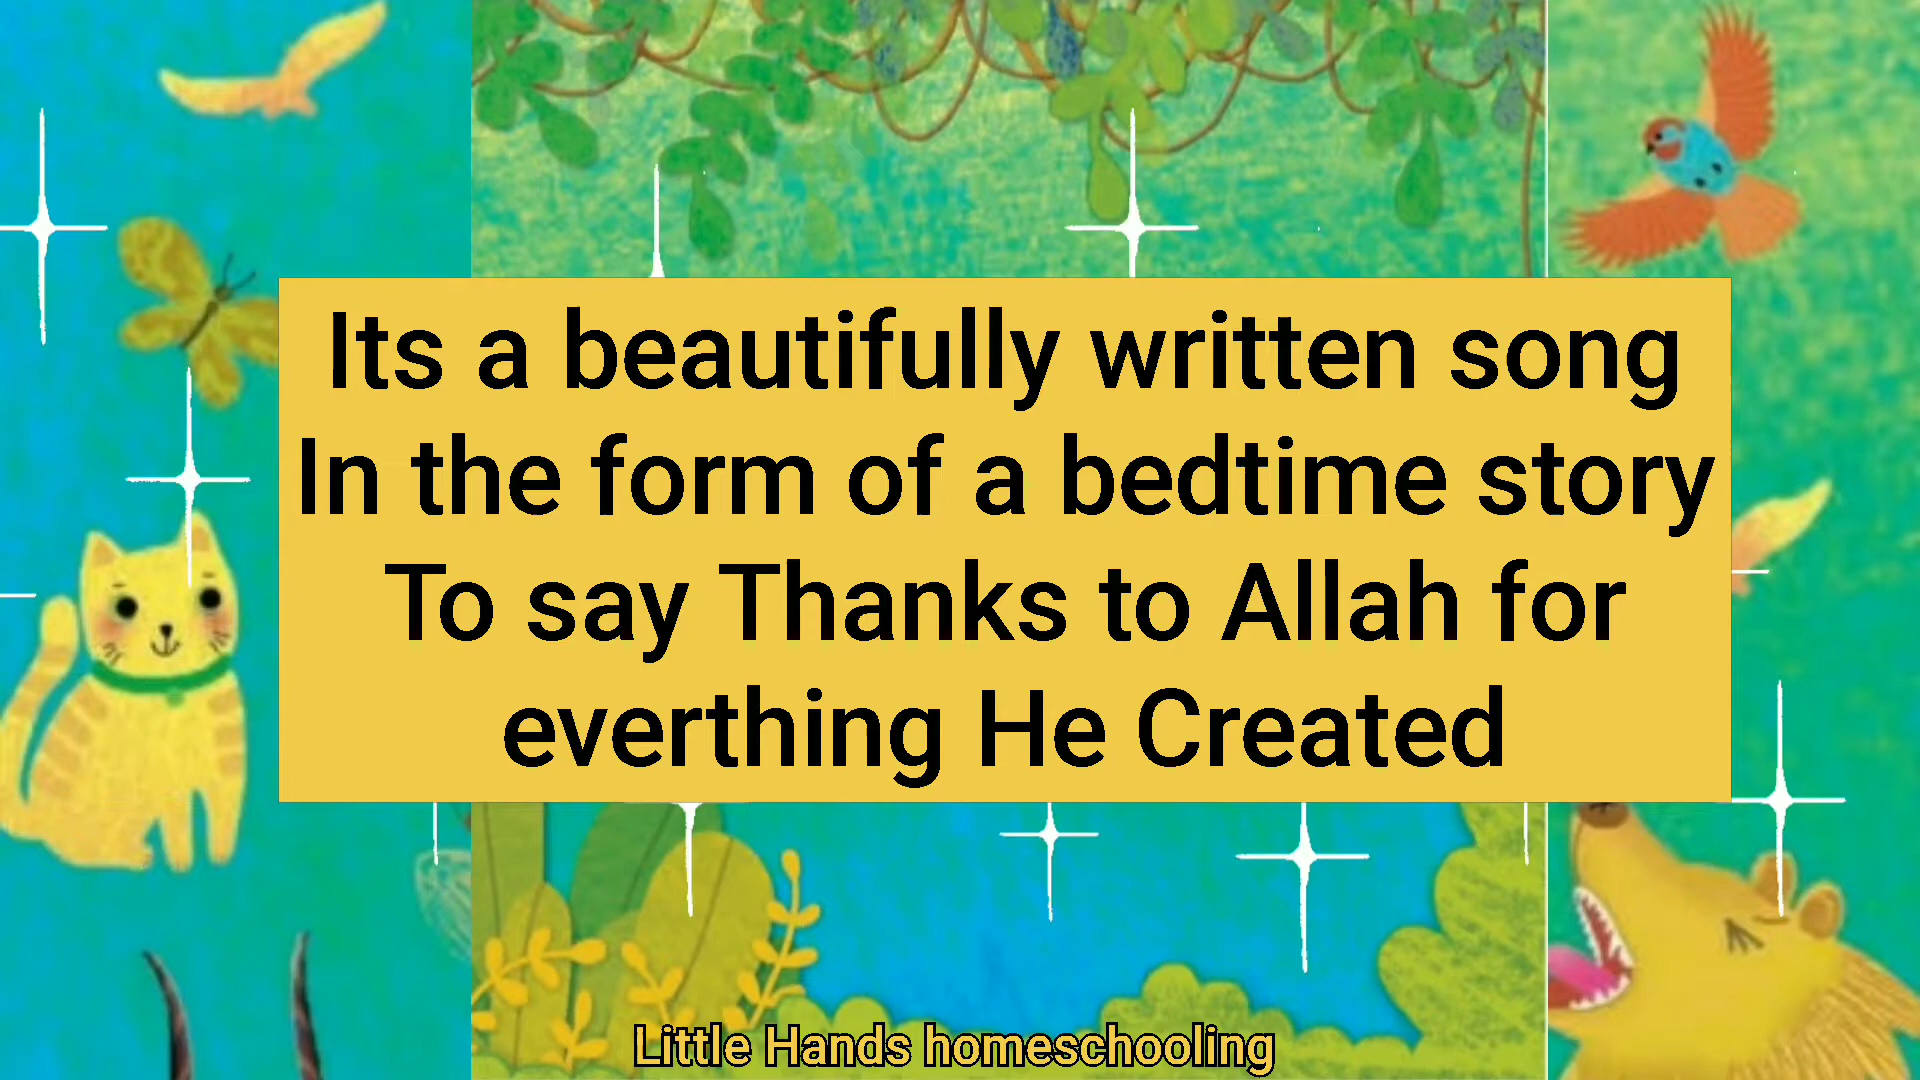 Its a beautifully written song
In the form of a bedtime story
To say Thanks to Allah for
everthing He Created
Little Hands homeschooling